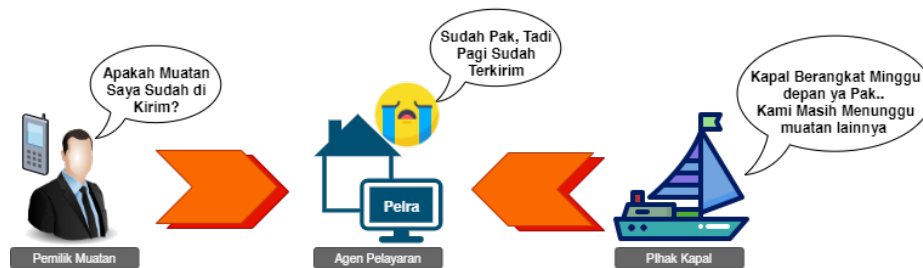 Apakah Muatan
Saya Sudah di
Kirim?
Sudah Pak, Tadi
Pagi Sudah
Terkirim
Kapal Berangkat Minggu
depan ya Pak..
Kami Masih Menunggu
muatan lainnya
Pelra
Pemilik Muatan
Agen Pelayaran
PIhak Kapal